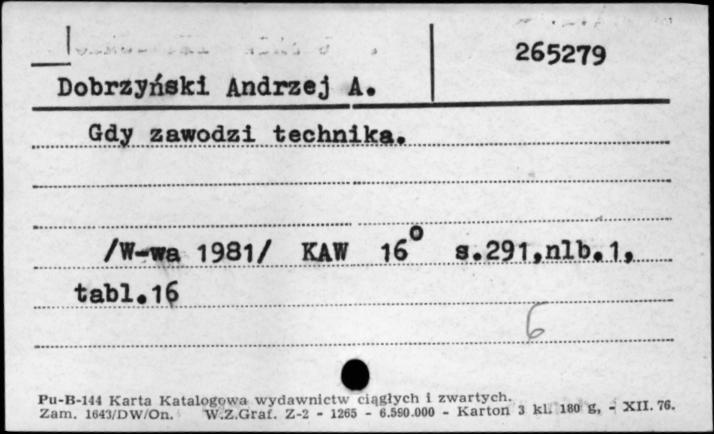 265279
Dobrzyński Andrzej A.
Gdy zawodzi technika.
/W-wa 1981/ KAW 16° s.291,nlb.1,
tabl.16
6
Pu-B-144 Karta Katalogowa wydawnictw ciągłych i zwartych.
Zam. 1643/DW/On. W.Z.Graf. Z-2 - 1265 - 6.590.000 - Karton 3 kl. 180 g, - XII. 76.